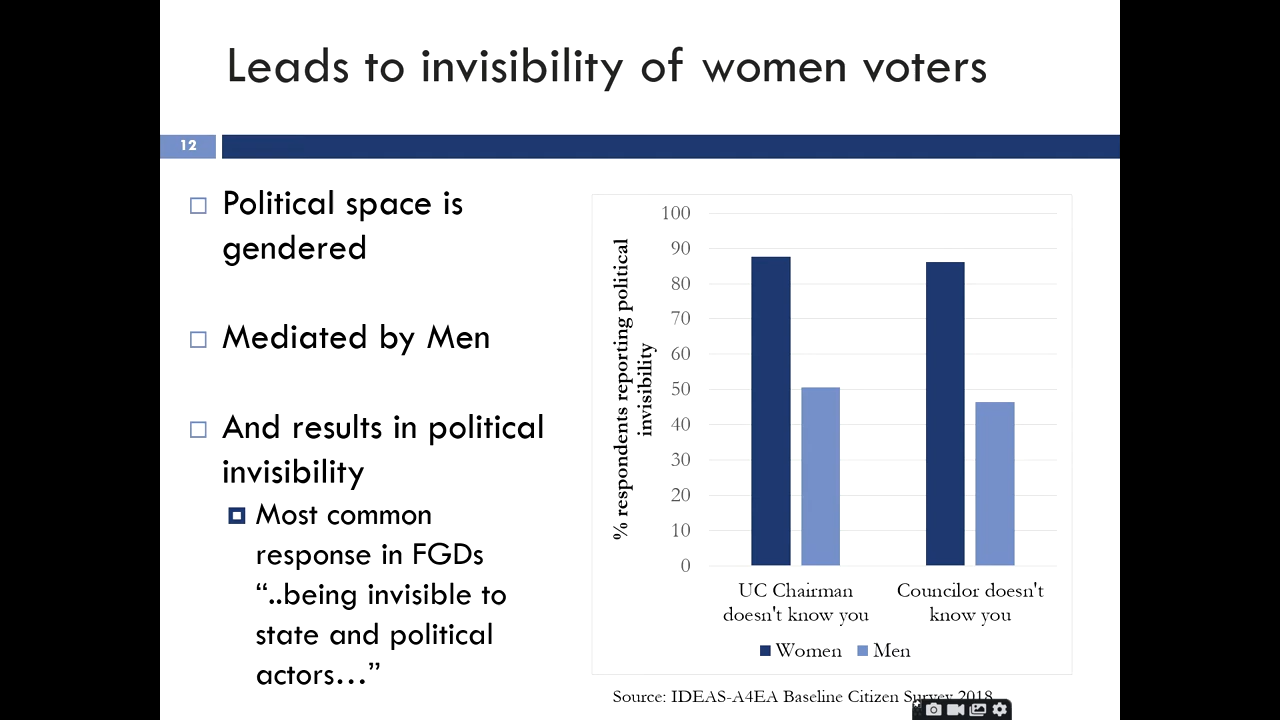 Leads to invisibility of women voters
12
Political space is
gendered
Mediated by Men
And results in political
invisibility
Most common
response in FGDs
“..being invisible to
state and political
actors…”
% respondents reporting political
invisibility
100
90
80
70
60
50
40
30
20
10
0
UC Chairman
doesn't know you
Councilor doesn't
know you
Women
Men
Source: IDEAS-A4EA Baseline Citizen Survey 2018